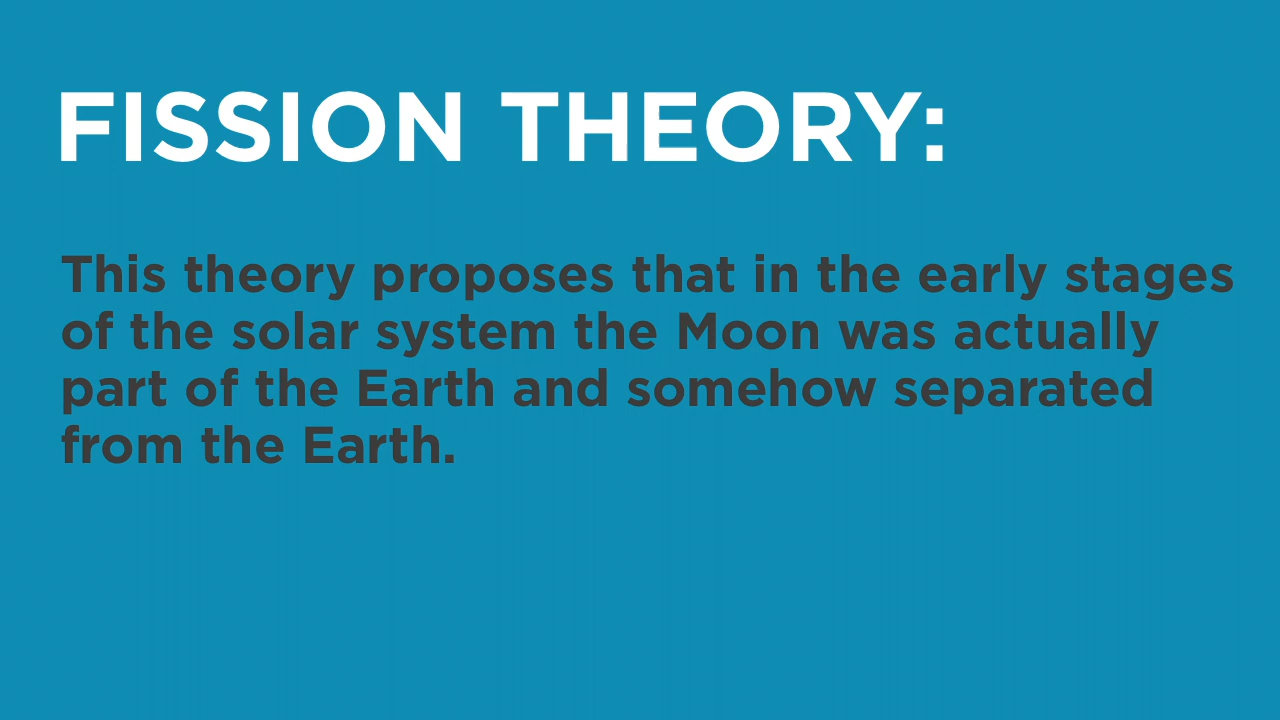 FISSION THEORY:
This theory proposes that in the early stages
of the solar system the Moon was actually
part of the Earth and somehow separated
from the Earth.